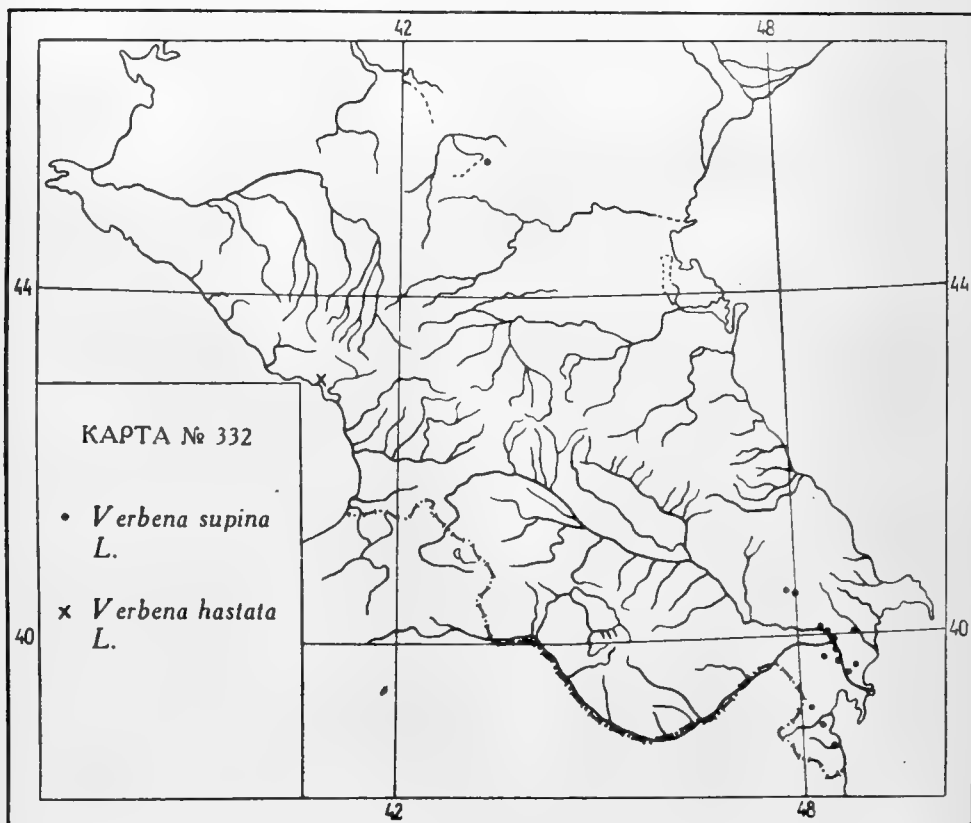 42 48
44 44
КАРТА № 332
• Verbena supina
L.
× Verbena hastata
L.
40 40
42 48